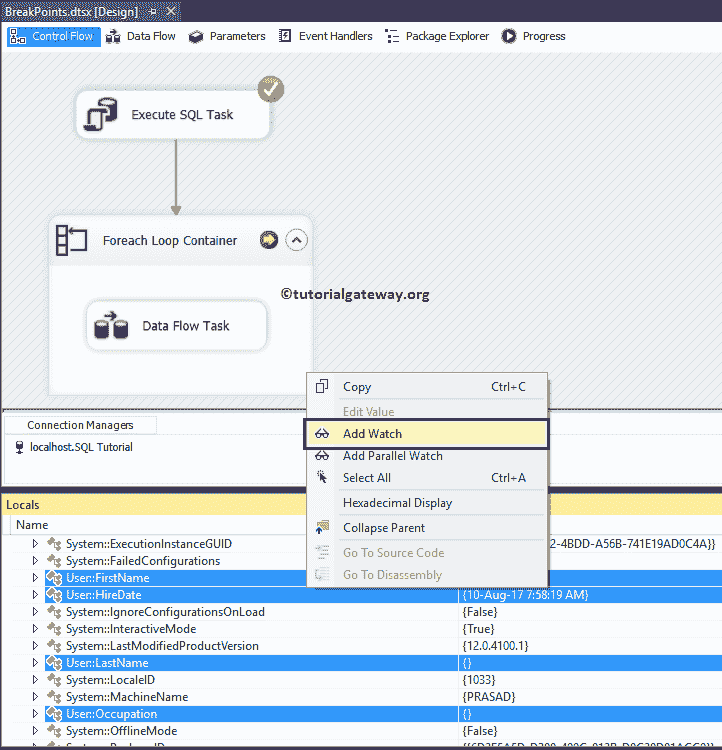 BreakPoints.dtsx [Design]
Control Flow Data Flow Parameters Event Handlers Package Explorer Progress
Execute SQL Task
Foreach Loop Container
©tutorialgateway.org
Data Flow Task
Copy Ctrl+C
Edit Value
Add Watch
Add Parallel Watch
Select All Ctrl+A
Hexadecimal Display
Collapse Parent
Go To Source Code
Go To Disassembly
Connection Managers
localhost.SQL Tutorial
Locals
Name
System::ExecutionInstanceGUID 2-4BDD-A56B-741E19AD0C4A}}
System::FailedConfigurations
User::FirstName
User::HireDate {10-Aug-17 7:58:19 AM}
System::IgnoreConfigurationsOnLoad {False}
System::InteractiveMode {True}
System::LastModifiedProductVersion {12.0.4100.1}
User::LastName {}
System::LocaleID {1033}
System::MachineName {PRASAD}
User::Occupation {}
System::OfflineMode {False}